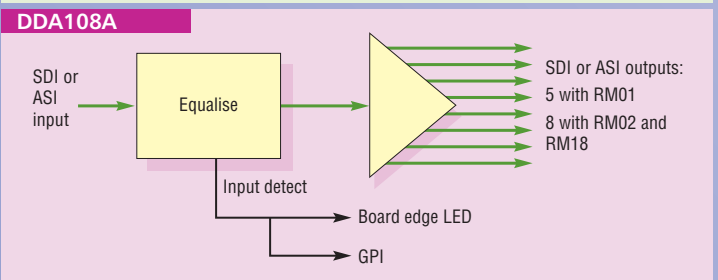 DDA108A
SDI or
ASI
input
Equalise
SDI or ASI outputs:
5 with RM01
8 with RM02 and
RM18
Input detect
Board edge LED
GPI